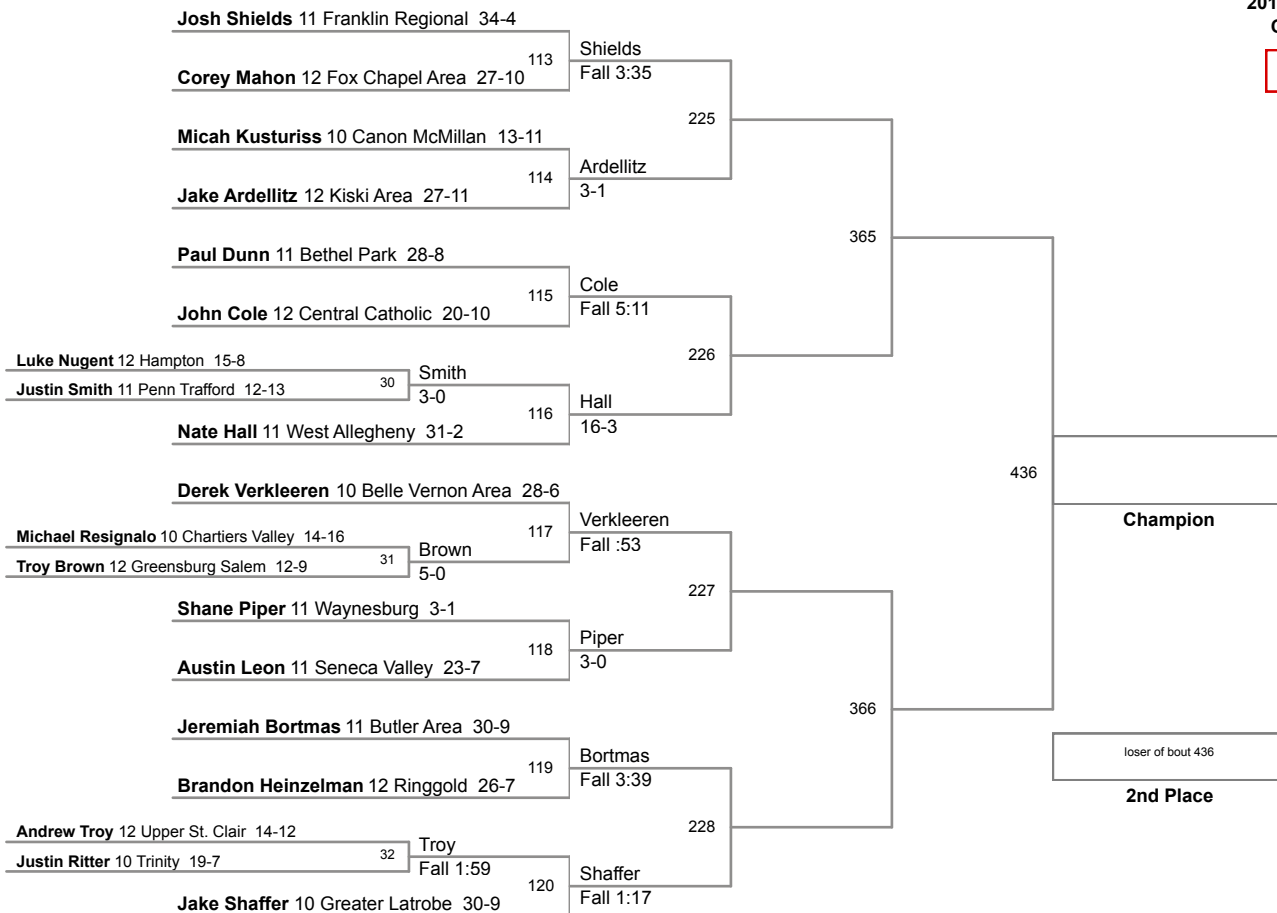 201
Josh Shields 11 Franklin Regional 34-4
113
Shields
Fall 3:35
Corey Mahon 12 Fox Chapel Area 27-10
225
Micah Kusturiss 10 Canon McMillan 13-11
114
Ardellitz
3-1
Jake Ardellitz 12 Kiski Area 27-11
365
Paul Dunn 11 Bethel Park 28-8
115
Cole
Fall 5:11
John Cole 12 Central Catholic 20-10
226
Luke Nugent 12 Hampton 15-8
30
Smith
3-0
Justin Smith 11 Penn Trafford 12-13
116
Hall
16-3
Nate Hall 11 West Allegheny 31-2
436
Champion
Derek Verkleeren 10 Belle Vernon Area 28-6
117
Verkleeren
Fall :53
Michael Resignalo 10 Chartiers Valley 14-16
31
Brown
5-0
Troy Brown 12 Greensburg Salem 12-9
227
Shane Piper 11 Waynesburg 3-1
118
Piper
3-0
Austin Leon 11 Seneca Valley 23-7
366
Jeremiah Bortmas 11 Butler Area 30-9
119
Bortmas
Fall 3:39
Brandon Heinzelman 12 Ringgold 26-7
loser of bout 436
2nd Place
228
Andrew Troy 12 Upper St. Clair 14-12
32
Troy
Fall 1:59
Justin Ritter 10 Trinity 19-7
120
Shaffer
Fall 1:17
Jake Shaffer 10 Greater Latrobe 30-9